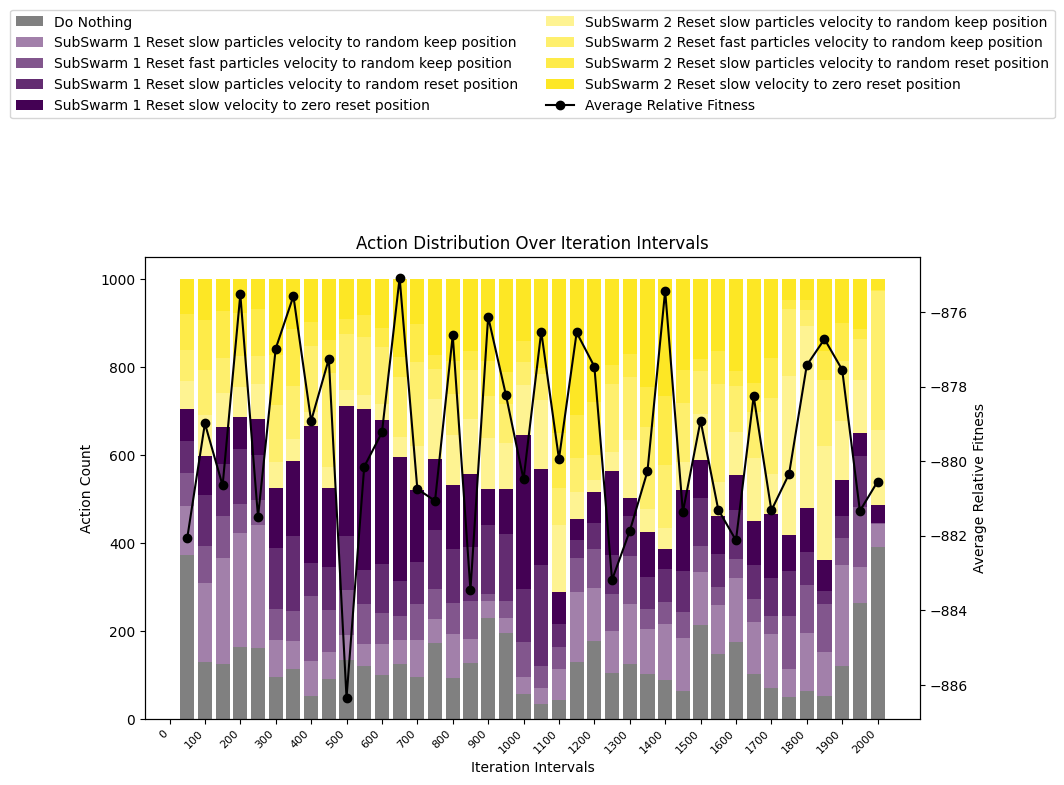 Do Nothing
SubSwarm 1 Reset slow particles velocity to random keep position
SubSwarm 1 Reset fast particles velocity to random keep position
SubSwarm 1 Reset slow particles velocity to random reset position
SubSwarm 1 Reset slow velocity to zero reset position
SubSwarm 2 Reset slow particles velocity to random keep position
SubSwarm 2 Reset fast particles velocity to random keep position
SubSwarm 2 Reset slow particles velocity to random reset position
SubSwarm 2 Reset slow velocity to zero reset position
Average Relative Fitness
Action Distribution Over Iteration Intervals
Action Count
1000
800
600
400
200
0
−876
−878
−880
−882
−884
−886
Average Relative Fitness
0 100 200 300 400 500 600 700 800 900 1000 1100 1200 1300 1400 1500 1600 1700 1800 1900 2000
Iteration Intervals